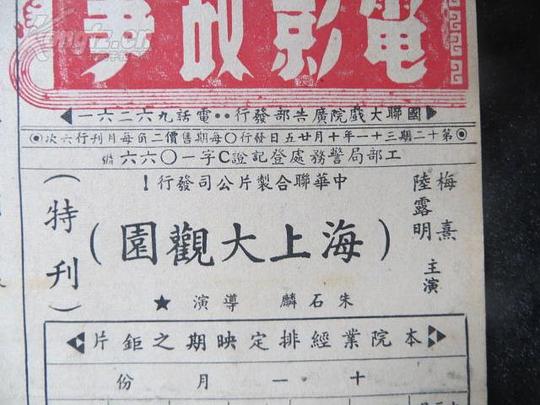 電影故事
國聯大戲院廣告部發行••電話九六二六一
第十二期三十一年十月廿五日發行◎每期售價二角每月刊行六次
工部局警務處登記證C字一〇六六號
中華聯合製片公司發行！
梅熹
陸露明
主演
（海上大觀園）
（特刊）
朱石麟 導演 ★
本院業經排定映期之鉅片
十一月份